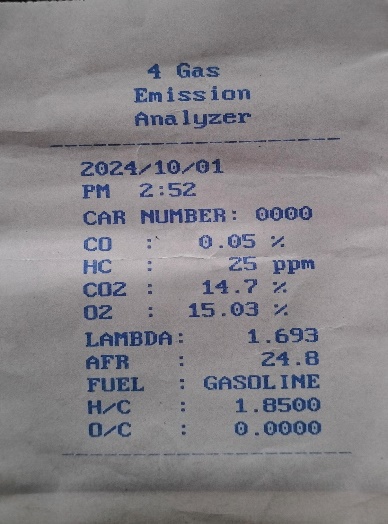 4 Gas
Emission
Analyzer
2024/10/01
PM 2:52
CAR NUMBER: 0000
CO : 0.05 %
HC : 25 ppm
CO2 : 14.7 %
O2 : 15.03 %
LAMBDA: 1.693
AFR : 24.8
FUEL : GASOLINE
H/C : 1.8500
O/C : 0.0000